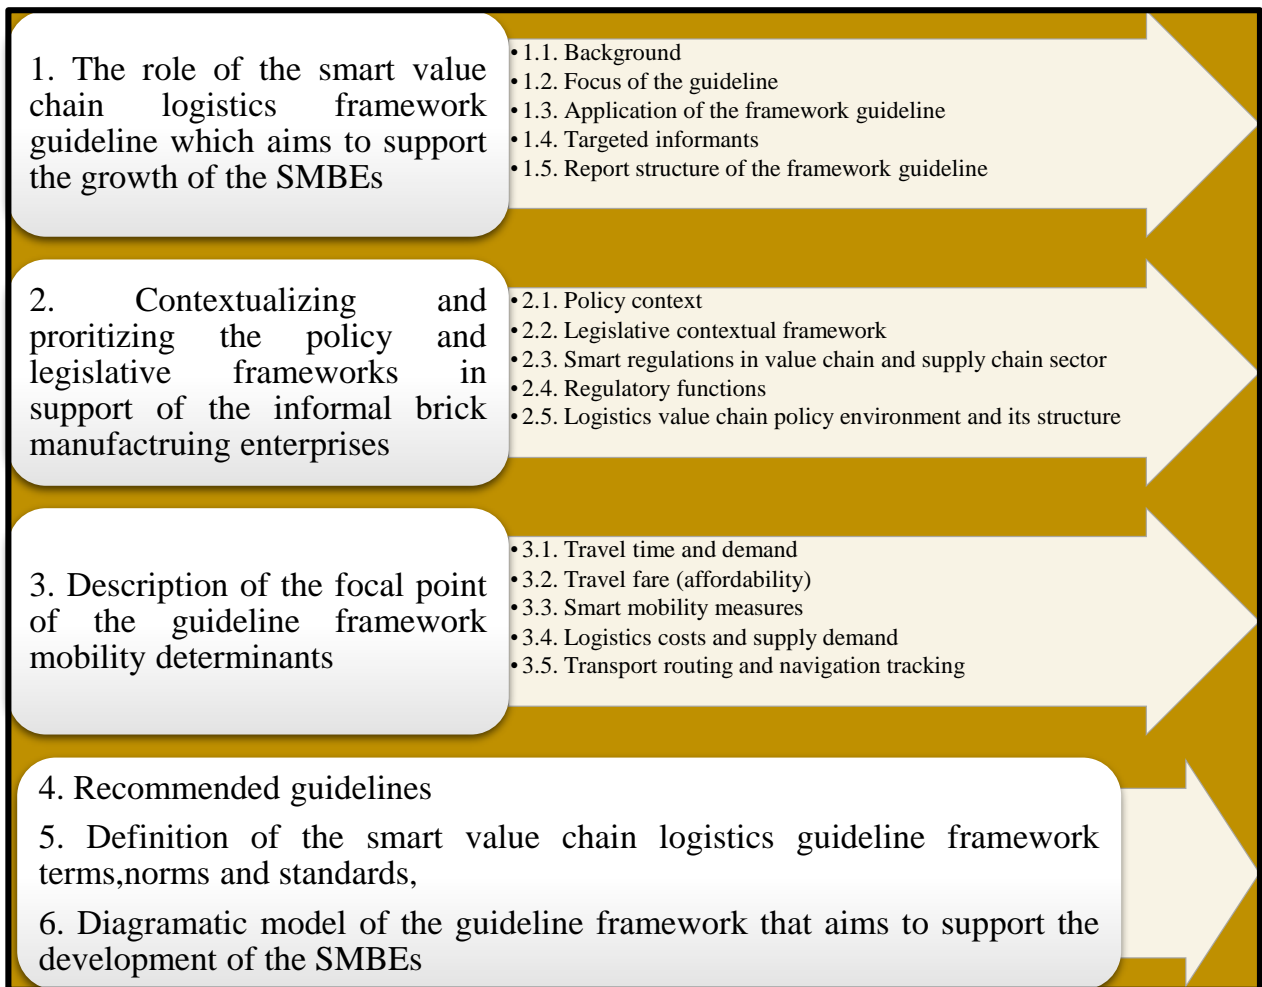 1. The role of the smart value
chain logistics framework
guideline which aims to support
the growth of the SMBEs
• 1.1. Background
• 1.2. Focus of the guideline
• 1.3. Application of the framework guideline
• 1.4. Targeted informants
• 1.5. Report structure of the framework guideline
2. Contextualizing and
proritizing the policy and
legislative frameworks in
support of the informal brick
manufactruing enterprises
• 2.1. Policy context
• 2.2. Legislative contextual framework
• 2.3. Smart regulations in value chain and supply chain sector
• 2.4. Regulatory functions
• 2.5. Logistics value chain policy environment and its structure
3. Description of the focal point
of the guideline framework
mobility determinants
• 3.1. Travel time and demand
• 3.2. Travel fare (affordability)
• 3.3. Smart mobility measures
• 3.4. Logistics costs and supply demand
• 3.5. Transport routing and navigation tracking
4. Recommended guidelines
5. Definition of the smart value chain logistics guideline framework
terms,norms and standards,
6. Diagramatic model of the guideline framework that aims to support the
development of the SMBEs